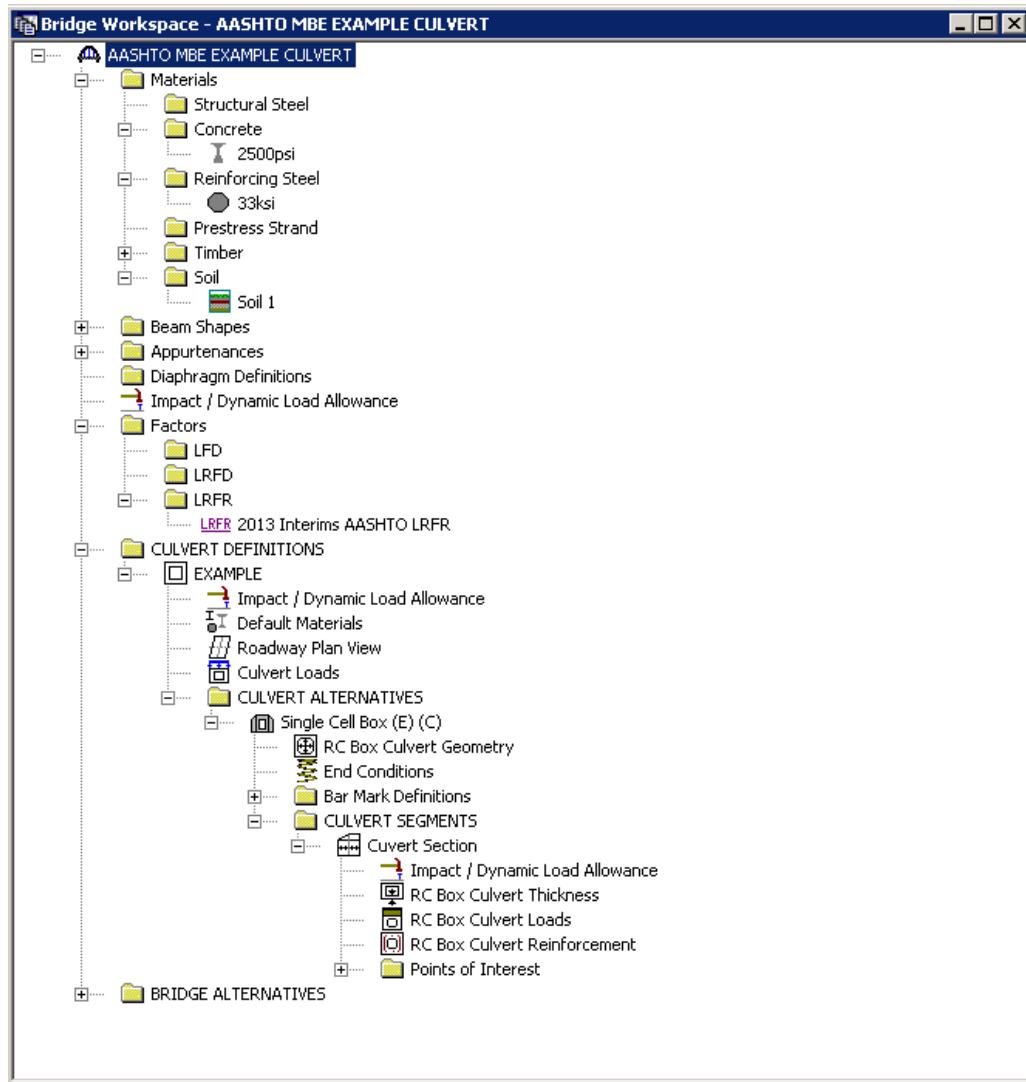 Bridge Workspace - AASHTO MBE EXAMPLE CULVERT
AASHTO MBE EXAMPLE CULVERT
Materials
Structural Steel
Concrete
2500psi
Reinforcing Steel
33ksi
Prestress Strand
Timber
Soil
Soil 1
Beam Shapes
Appurtenances
Diaphragm Definitions
Impact / Dynamic Load Allowance
Factors
LFD
LRFD
LRFR
LRFR 2013 Interims AASHTO LRFR
CULVERT DEFINITIONS
EXAMPLE
Impact / Dynamic Load Allowance
Default Materials
Roadway Plan View
Culvert Loads
CULVERT ALTERNATIVES
Single Cell Box (E) (C)
RC Box Culvert Geometry
End Conditions
Bar Mark Definitions
CULVERT SEGMENTS
Cuvert Section
Impact / Dynamic Load Allowance
RC Box Culvert Thickness
RC Box Culvert Loads
RC Box Culvert Reinforcement
Points of Interest
BRIDGE ALTERNATIVES